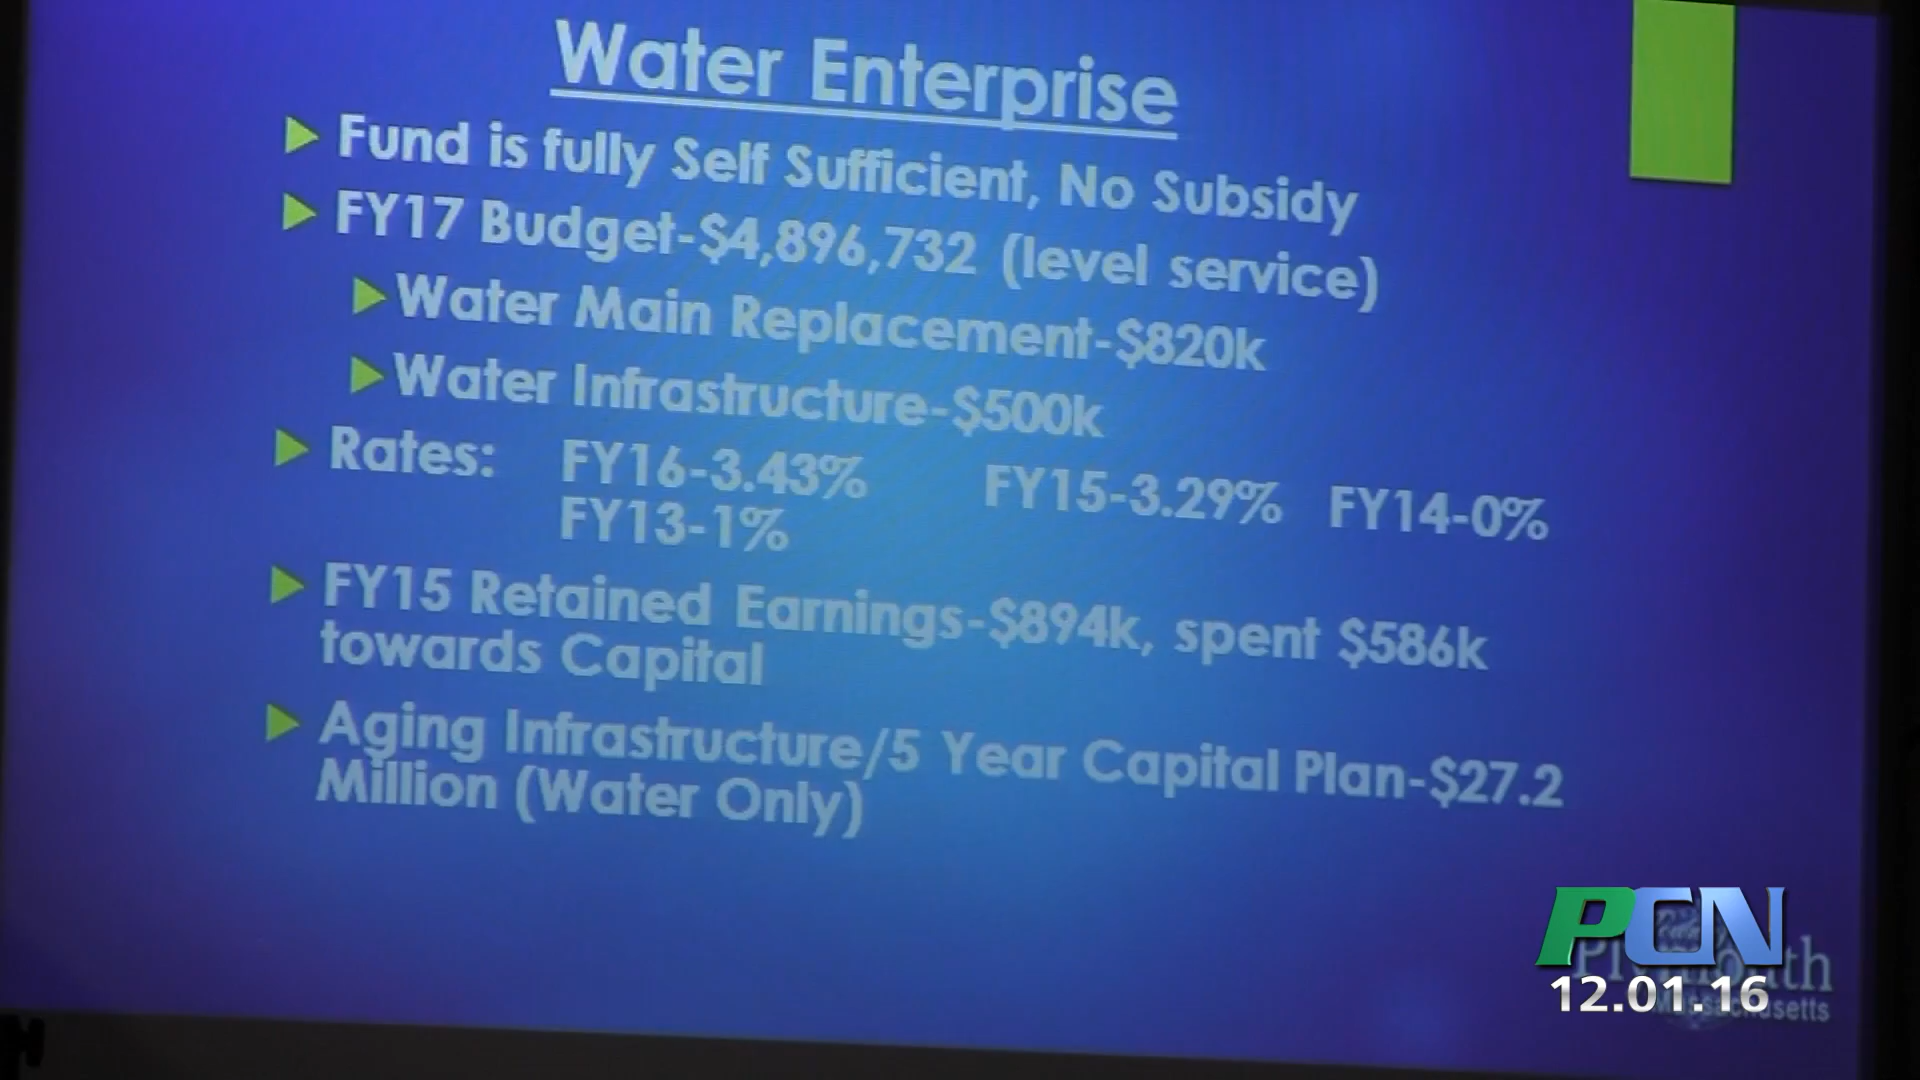 Water Enterprise
Fund is fully Self Sufficient, No Subsidy
FY17 Budget-$4,896,732 (level service)
Water Main Replacement-$820k
Water Infrastructure-$500k
Rates: FY16-3.43% FY15-3.29% FY14-0%
FY13-1%
FY15 Retained Earnings-$894k, spent $586k
towards Capital
Aging Infrastructure/5 Year Capital Plan-$27.2
Million (Water Only)
PCN
Plymouth
12.01.16
Massachusetts